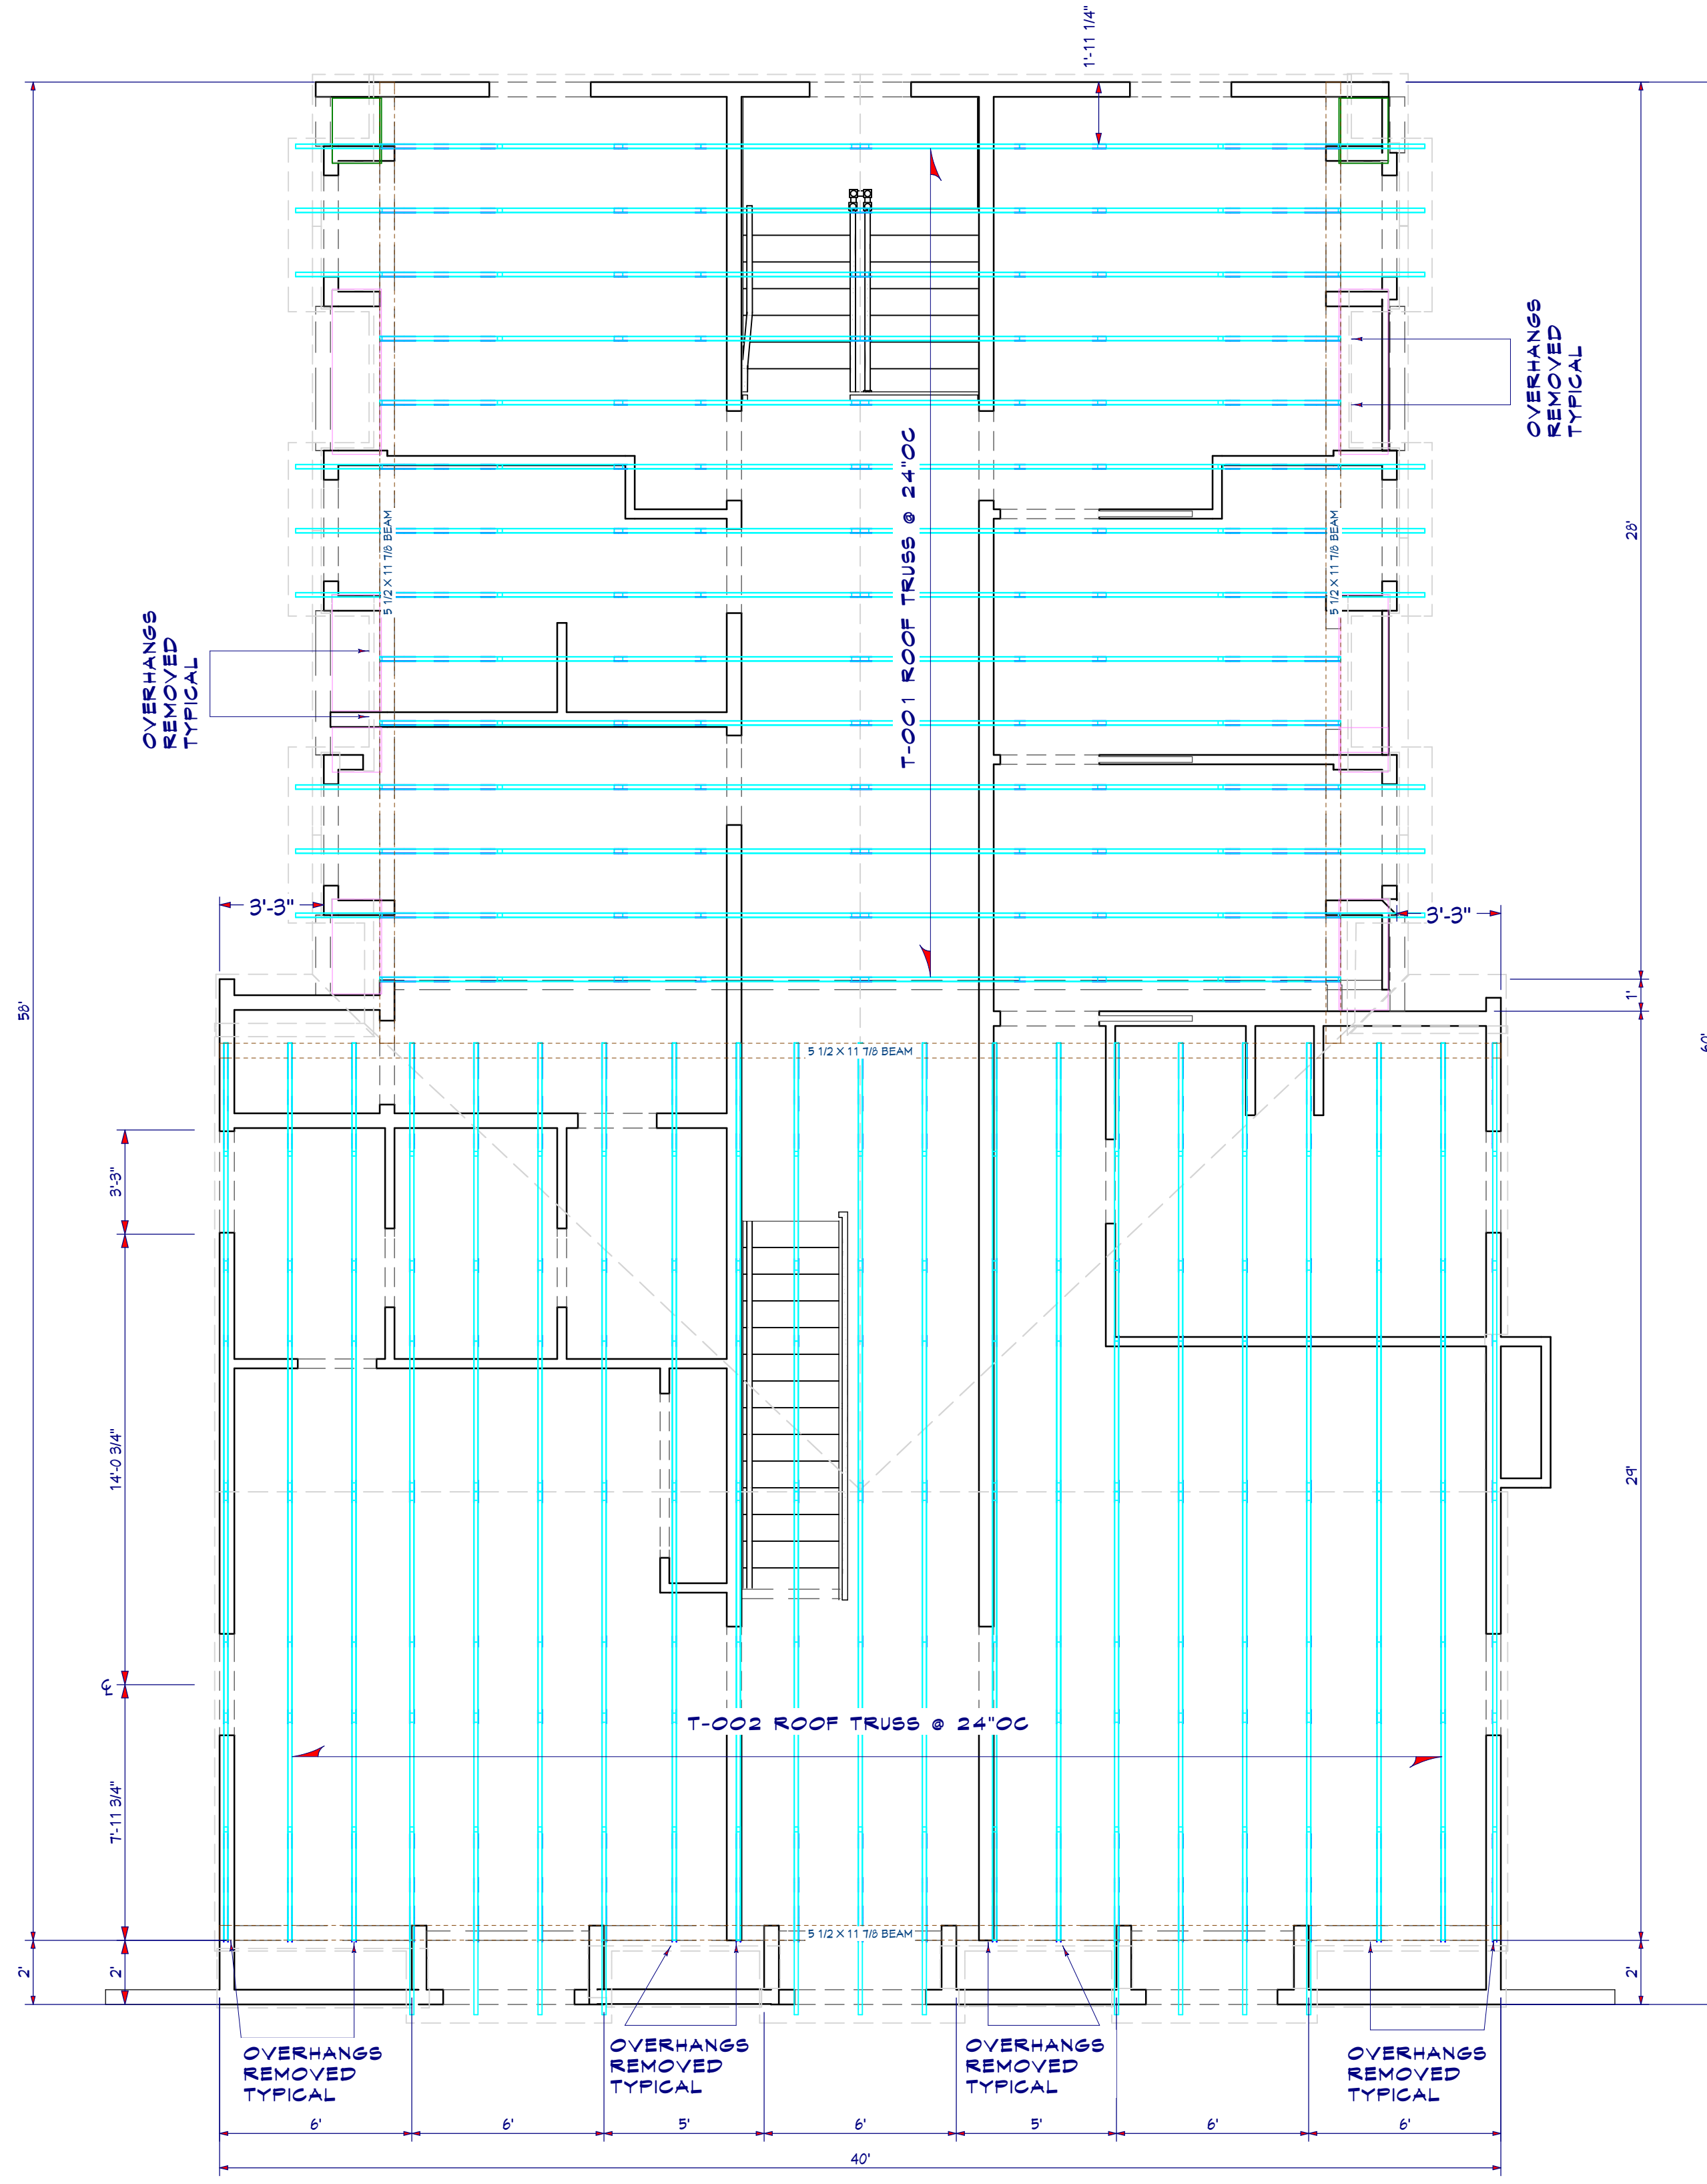 1'-11 1/4"
OVERHANGS
REMOVED
TYPICAL
28'
T-001 ROOF TRUSS @ 24"OC
5 1/2 X 11 7/8 BEAM
5 1/2 X 11 7/8 BEAM
OVERHANGS
REMOVED
TYPICAL
3'-3"
3'-3"
58'
1'
60'
5 1/2 X 11 7/8 BEAM
3'-3"
14'-0 3/4"
29'
T-002 ROOF TRUSS @ 24"OC
7'-11 3/4"
5 1/2 X 11 7/8 BEAM
2'
2'
2'
OVERHANGS
REMOVED
TYPICAL
OVERHANGS
REMOVED
TYPICAL
OVERHANGS
REMOVED
TYPICAL
OVERHANGS
REMOVED
TYPICAL
6'
6'
5'
6'
5'
6'
6'
40'